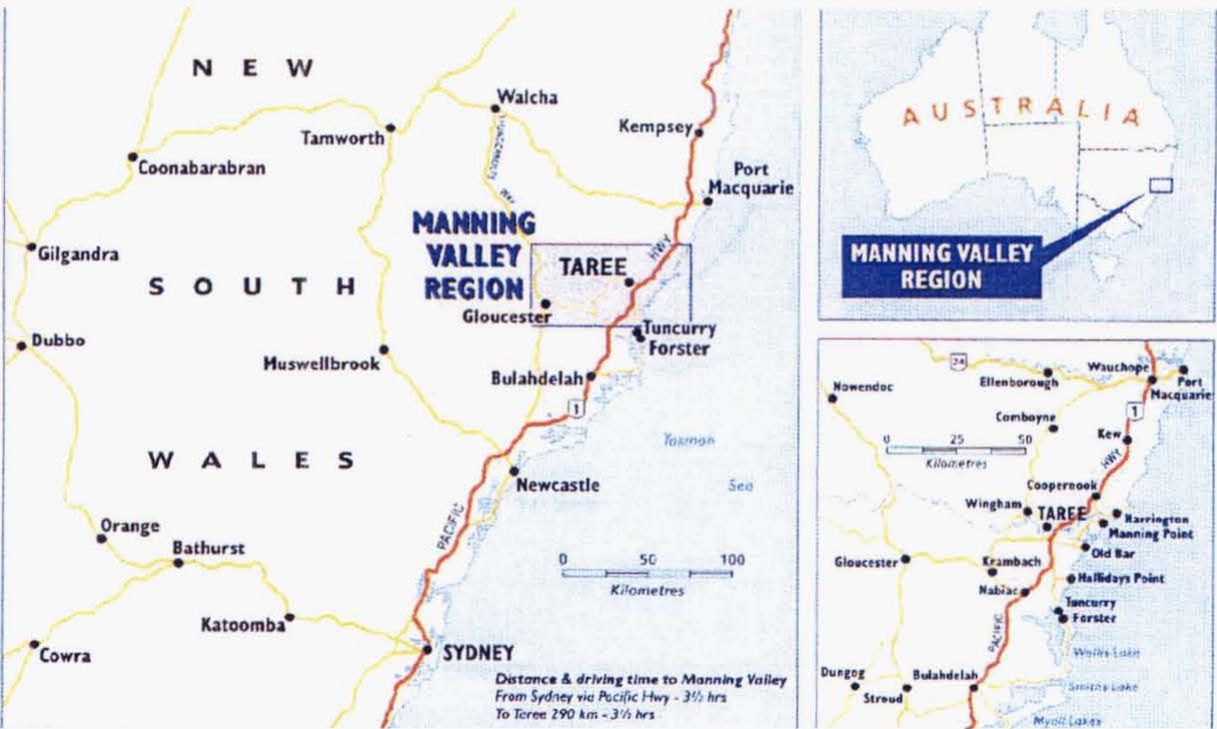 NEW
Walcha
Tamworth
Kempsey
Coonabarabran
Port
Macquarie
MANNING
VALLEY
REGION
HWY
TAREE
Gilgandra
SOUTH
Gloucester
Tuncurry
Forster
Dubbo
Muswellbrook
Bulahdelah
1
Tasman
Sea
WALES
Newcastle
PACIFIC
Orange
Bathurst
0 50 100
Kilometres
Katoomba
SYDNEY
Cowra
Distance & driving time to Manning Valley
From Sydney via Pacific Hwy - 3½ hrs
To Taree 290 km - 3½ hrs
AUSTRALIA
MANNING VALLEY
REGION
24
Wauchope
Nowendoc
Ellenborough
Port
Macquarie
1
Comboyne
Kew
0 25 50
Kilometres
HWY
Coopernook
Wingham
TAREE
Harrington
Manning Point
Old Bar
Gloucester
Krambach
Hallidays Point
Nabiac
Tuncurry
Forster
PACIFIC
Wallis Lake
Dungog
Bulahdelah
Smiths Lake
Stroud
Myall Lakes